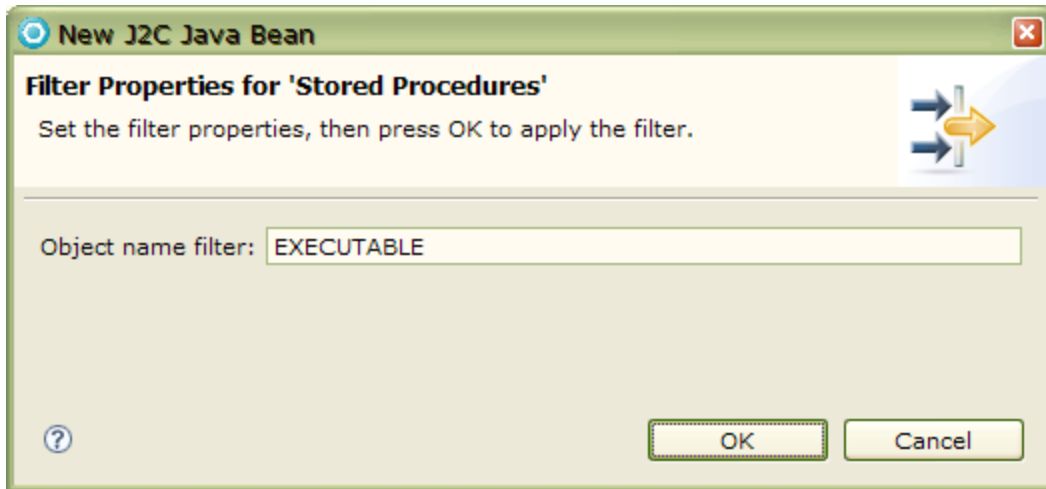 New J2C Java Bean
Filter Properties for 'Stored Procedures'
Set the filter properties, then press OK to apply the filter.
Object name filter: EXECUTABLE
?
OK Cancel